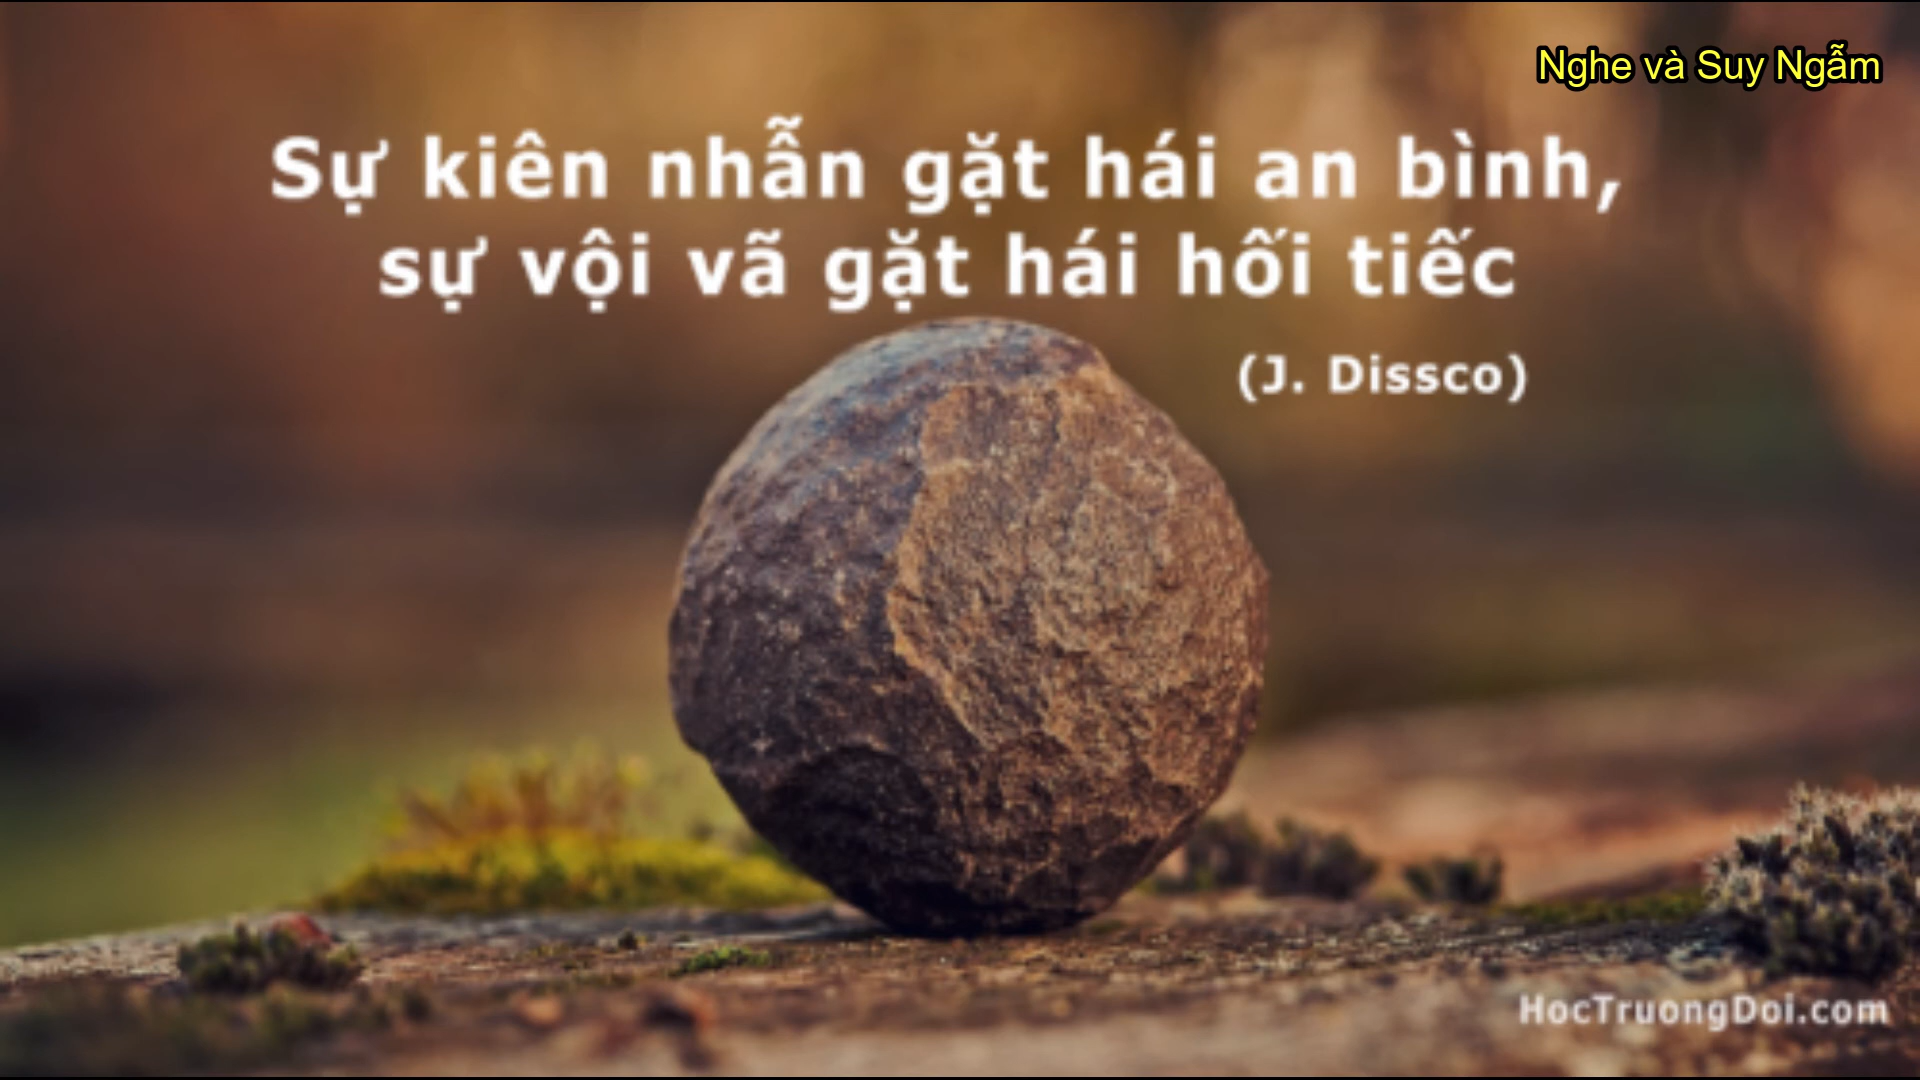 Nghe và Suy Ngẫm
Sự kiên nhẫn gặt hái an bình,
sự vội vã gặt hái hối tiếc
(J. Dissco)
HocTruongDoi.com